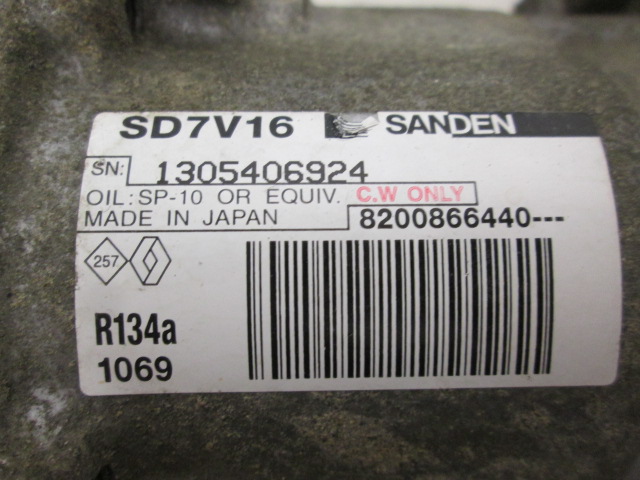 SD7V16 SANDEN
SN: 1305406924
OIL: SP-10 OR EQUIV. C.W ONLY
MADE IN JAPAN 8200866440---
257
R134a
1069